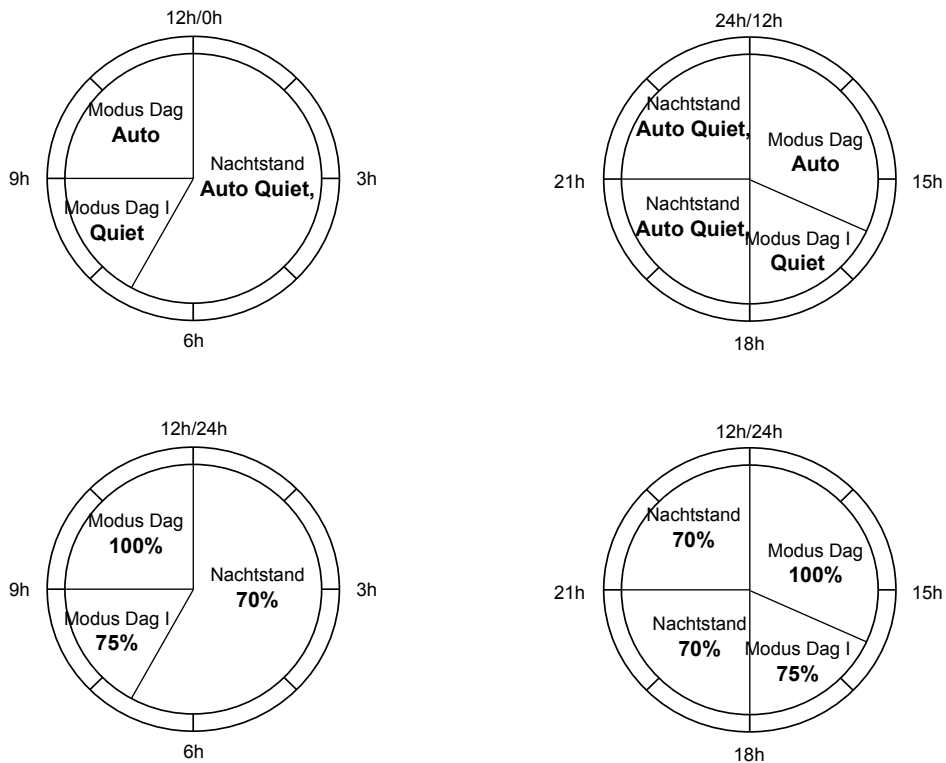 12h/0h
Modus Dag
Auto
Nachtstand
Auto Quiet,
9h
3h
Modus Dag I
Quiet
6h
24h/12h
Nachtstand
Auto Quiet,
Modus Dag
Auto
21h
15h
Nachtstand
Auto Quiet,
Modus Dag I
Quiet
18h
12h/24h
Modus Dag
100%
Nachtstand
70%
9h
3h
Modus Dag I
75%
6h
12h/24h
Nachtstand
70%
Modus Dag
100%
21h
15h
Nachtstand
70%
Modus Dag I
75%
18h